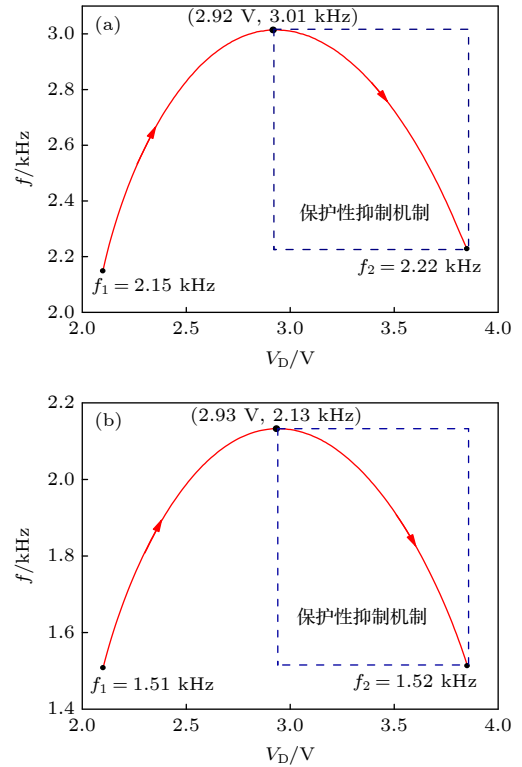 (a)
(2.92 V, 3.01 kHz)
3.0
2.8
2.6
2.4
2.2
2.0
f/kHz
保护性抑制机制
f₁ = 2.15 kHz
f₂ = 2.22 kHz
2.0 2.5 3.0 3.5 4.0
V_D/V
(b)
(2.93 V, 2.13 kHz)
2.2
2.0
1.8
1.6
1.4
f/kHz
保护性抑制机制
f₁ = 1.51 kHz
f₂ = 1.52 kHz
2.0 2.5 3.0 3.5 4.0
V_D/V